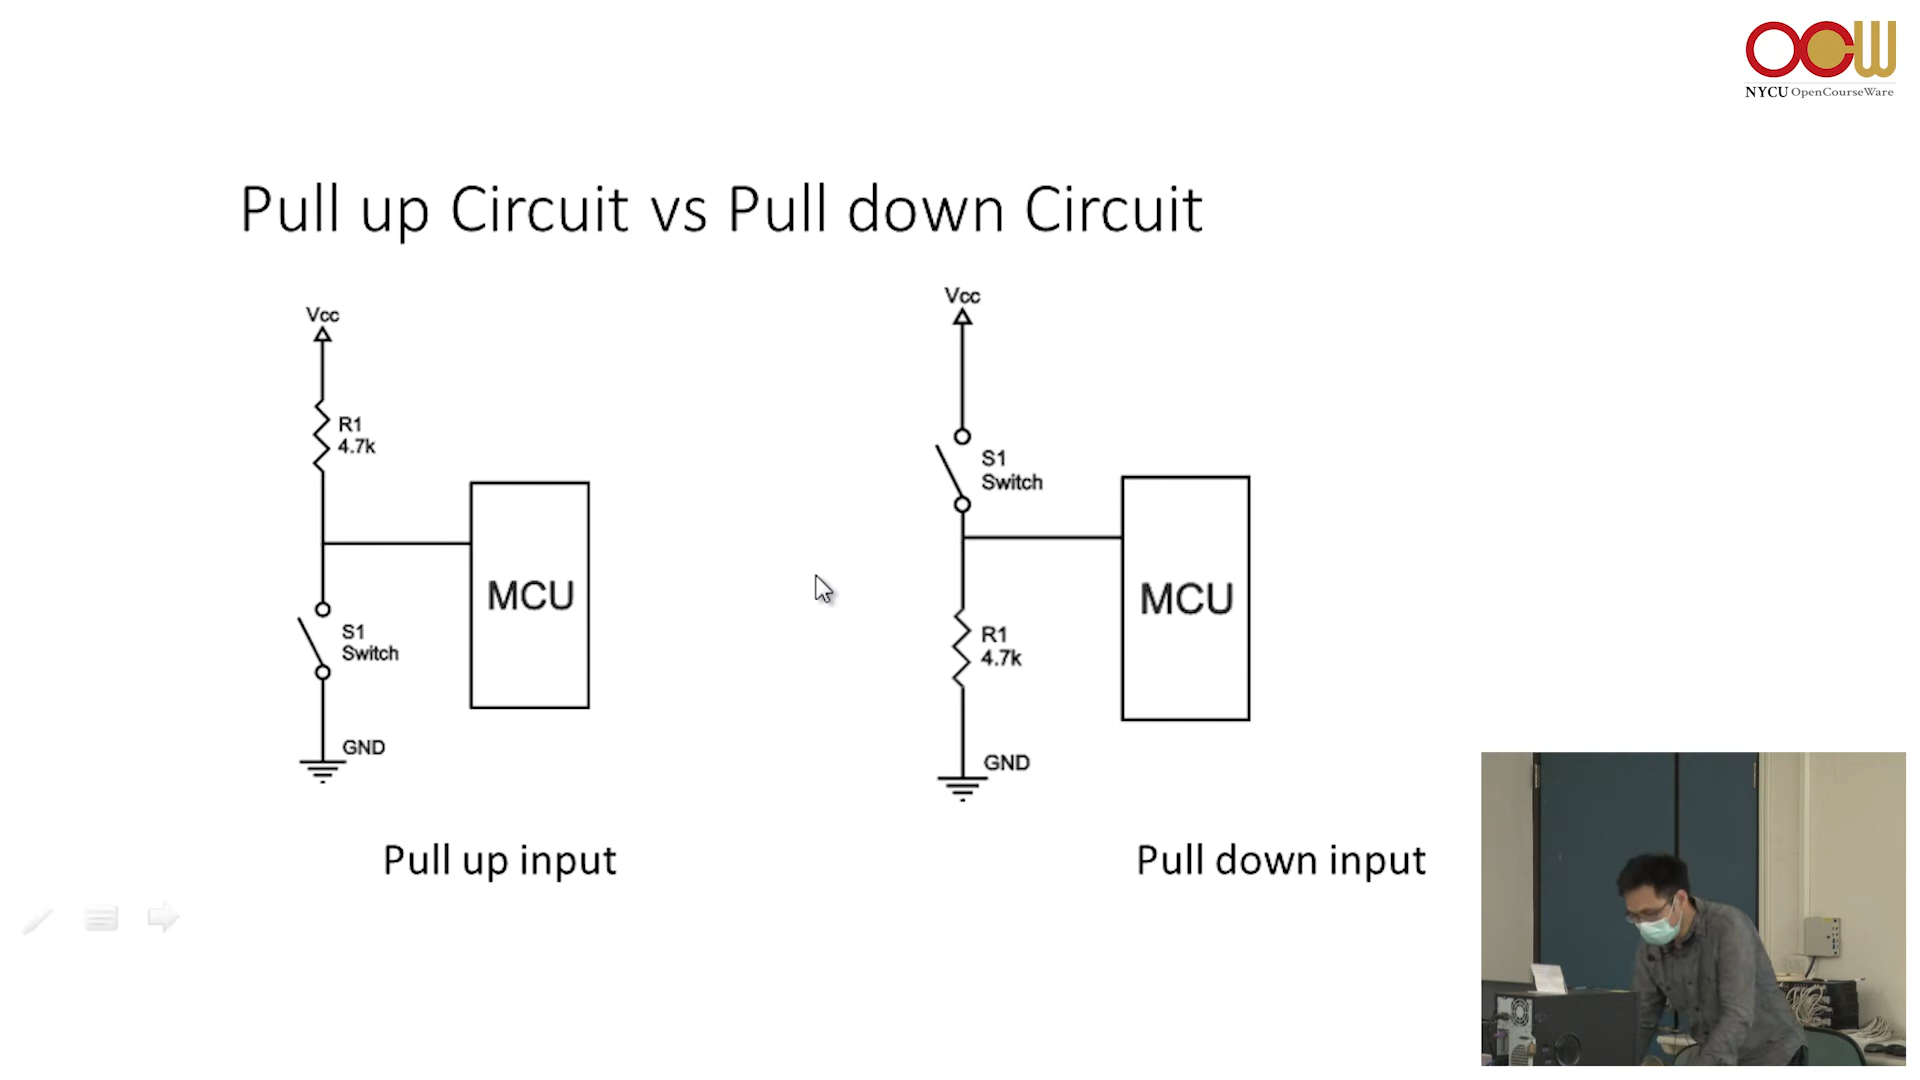 OCW
NYCU OpenCourseWare
Pull up Circuit vs Pull down Circuit
Vcc
R1
4.7k
MCU
S1
Switch
GND
Pull up input
Vcc
S1
Switch
MCU
R1
4.7k
GND
Pull down input